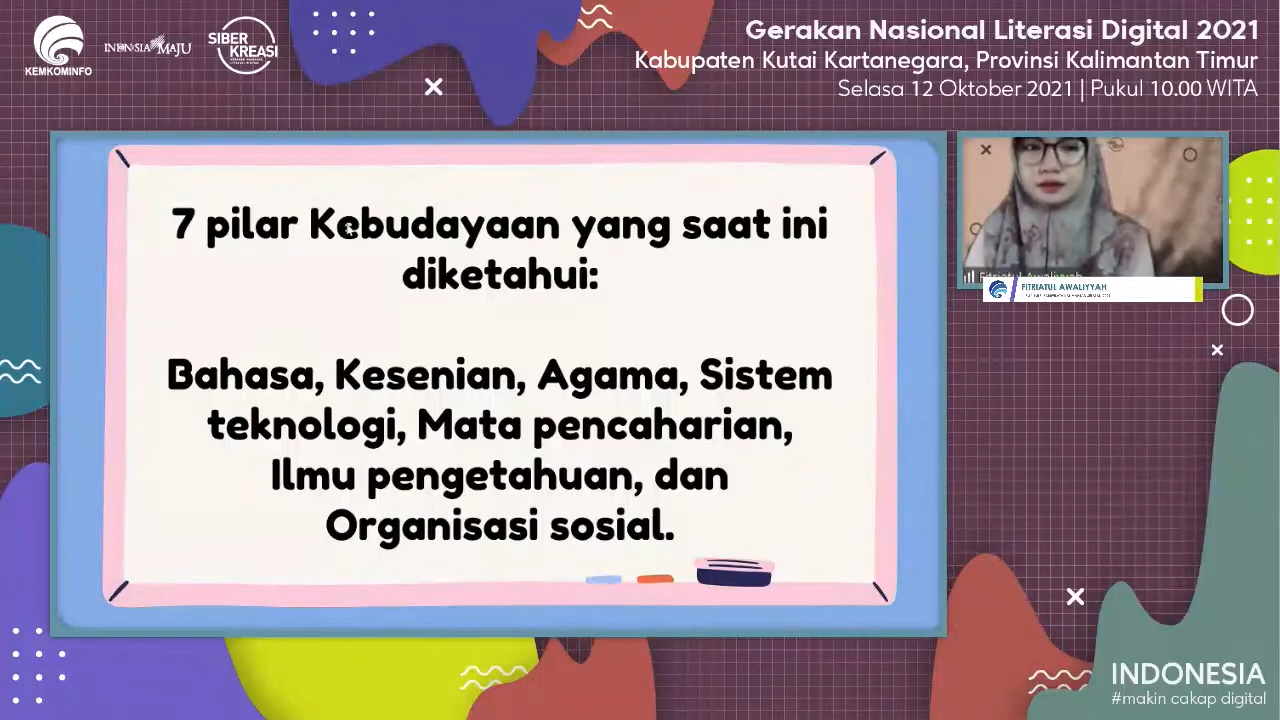 KEMKOMINFO
INDONESIA MAJU
SIBER
KREASI
Gerakan Nasional Literasi Digital 2021
Kabupaten Kutai Kartanegara, Provinsi Kalimantan Timur
Selasa 12 Oktober 2021 | Pukul 10.00 WITA
7 pilar Kebudayaan yang saat ini
diketahui:
Bahasa, Kesenian, Agama, Sistem
teknologi, Mata pencaharian,
Ilmu pengetahuan, dan
Organisasi sosial.
Fitriatul Awaliyyah
FITRIATUL AWALIYYAH
INDONESIA
#makin cakap digital